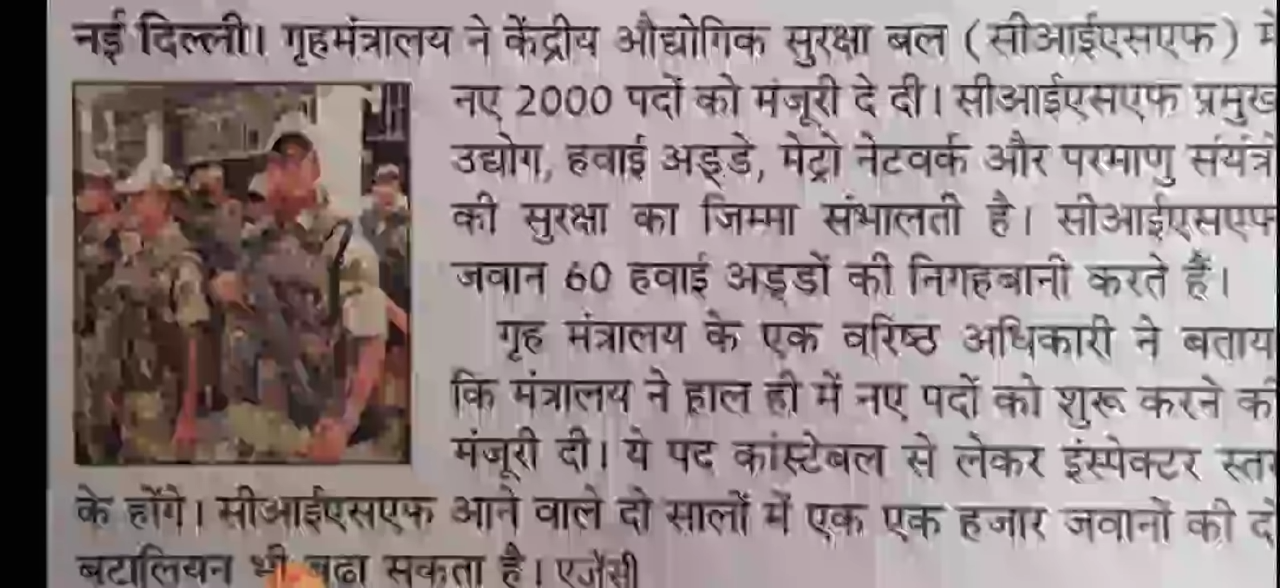 नई दिल्ली। गृहमंत्रालय ने केंद्रीय औद्योगिक सुरक्षा बल (सीआईएसएफ) में
नए 2000 पदों को मंजूरी दे दी। सीआईएसएफ प्रमुख
उद्योग, हवाई अड्डे, मेट्रो नेटवर्क और परमाणु संयंत्रों
की सुरक्षा का जिम्मा संभालती है। सीआईएसएफ
जवान 60 हवाई अड्डों की निगहबानी करते हैं।
गृह मंत्रालय के एक वरिष्ठ अधिकारी ने बताय
कि मंत्रालय ने हाल ही में नए पदों को शुरू करने की
मंजूरी दी। ये पद कांस्टेबल से लेकर इंस्पेक्टर स्तर
के होंगे। सीआईएसएफ आने वाले दो सालों में एक एक हजार जवानों की दो
बटालियन भी बढ़ा सकता है। एजेंसी